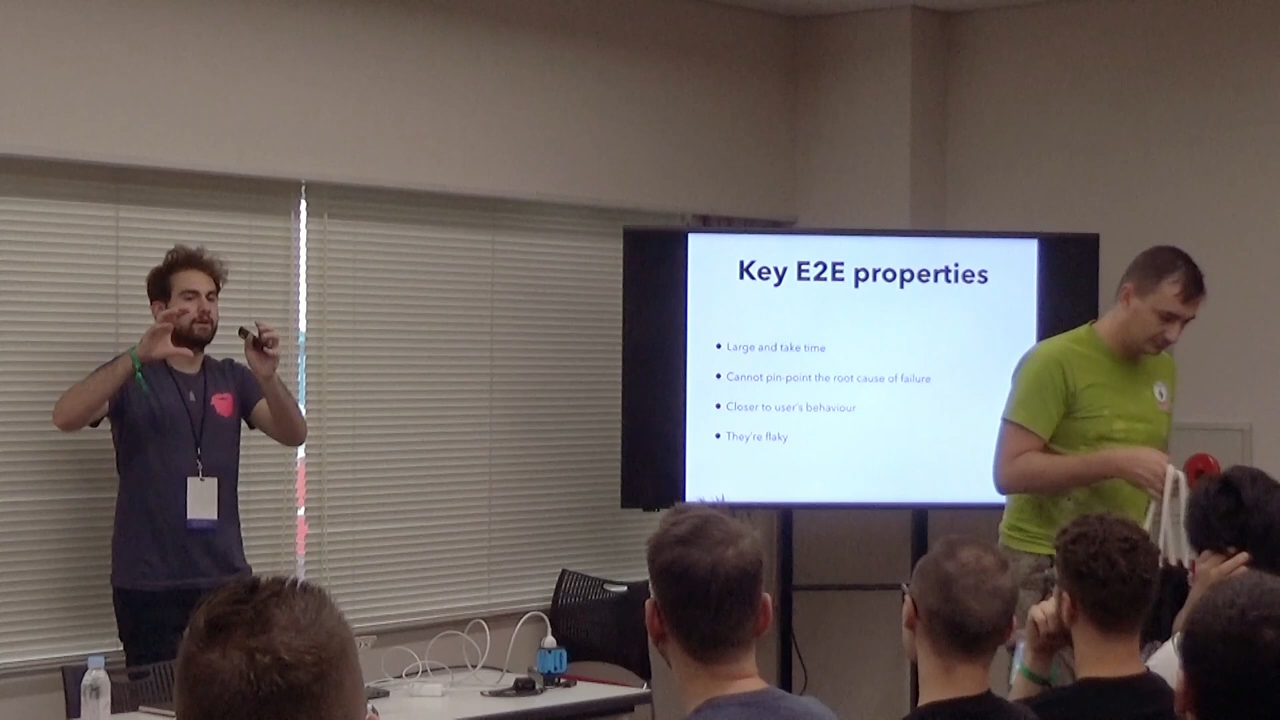 Key E2E properties
• Large and take time
• Cannot pin-point the root cause of failure
• Closer to user's behaviour
• They're flaky